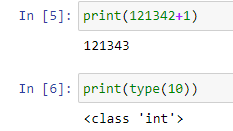 In [5]: print(121342+1)
121343
In [6]: print(type(10))
<class 'int'>